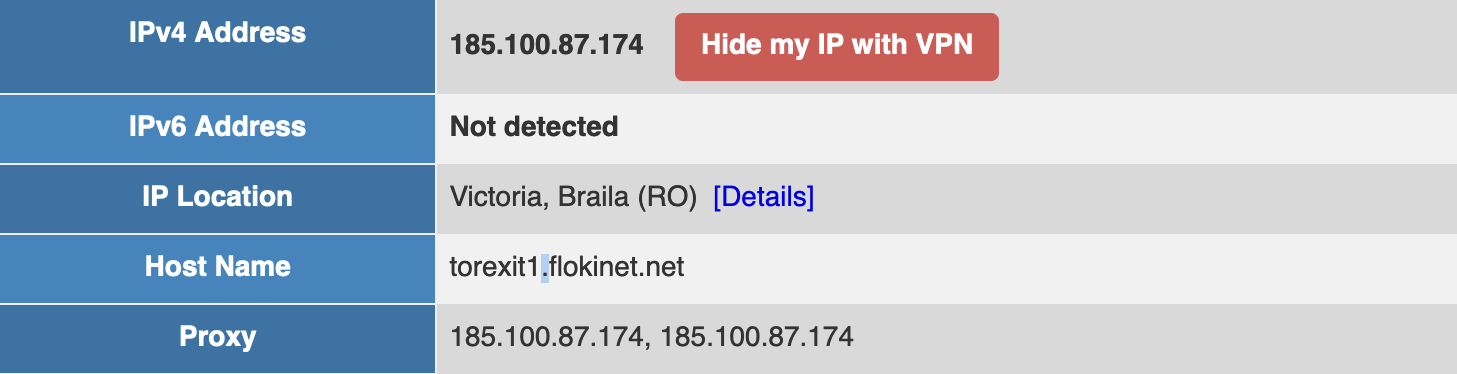 IPv4 Address 185.100.87.174 Hide my IP with VPN
IPv6 Address Not detected
IP Location Victoria, Braila (RO) [Details]
Host Name torexit1.flokinet.net
Proxy 185.100.87.174, 185.100.87.174